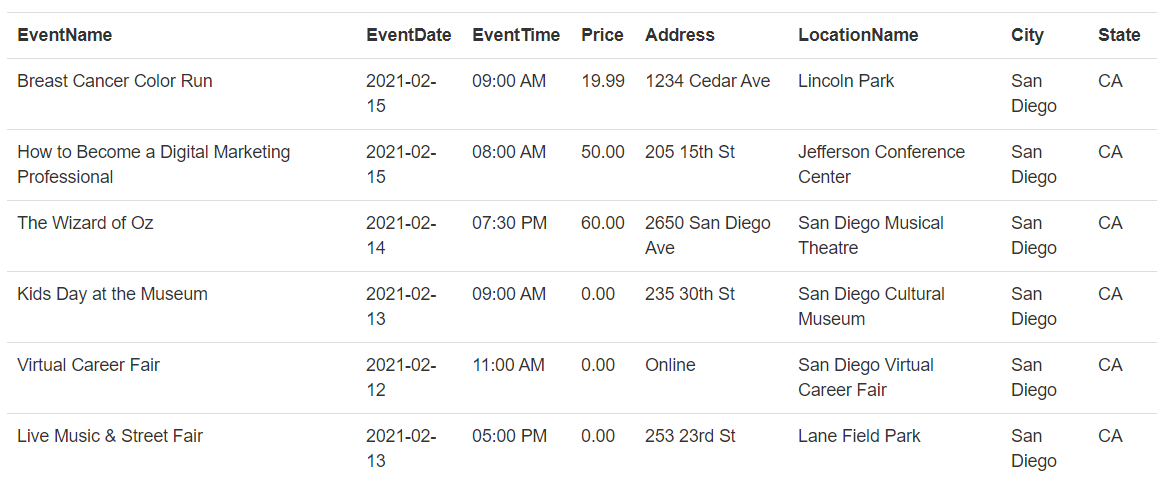 EventName EventDate EventTime Price Address LocationName City State
Breast Cancer Color Run 2021-02- 09:00 AM 19.99 1234 Cedar Ave Lincoln Park San CA
15 Diego
How to Become a Digital Marketing 2021-02- 08:00 AM 50.00 205 15th St Jefferson Conference San CA
Professional 15 Center Diego
The Wizard of Oz 2021-02- 07:30 PM 60.00 2650 San Diego San Diego Musical San CA
14 Ave Theatre Diego
Kids Day at the Museum 2021-02- 09:00 AM 0.00 235 30th St San Diego Cultural San CA
13 Museum Diego
Virtual Career Fair 2021-02- 11:00 AM 0.00 Online San Diego Virtual San CA
12 Career Fair Diego
Live Music & Street Fair 2021-02- 05:00 PM 0.00 253 23rd St Lane Field Park San CA
13 Diego